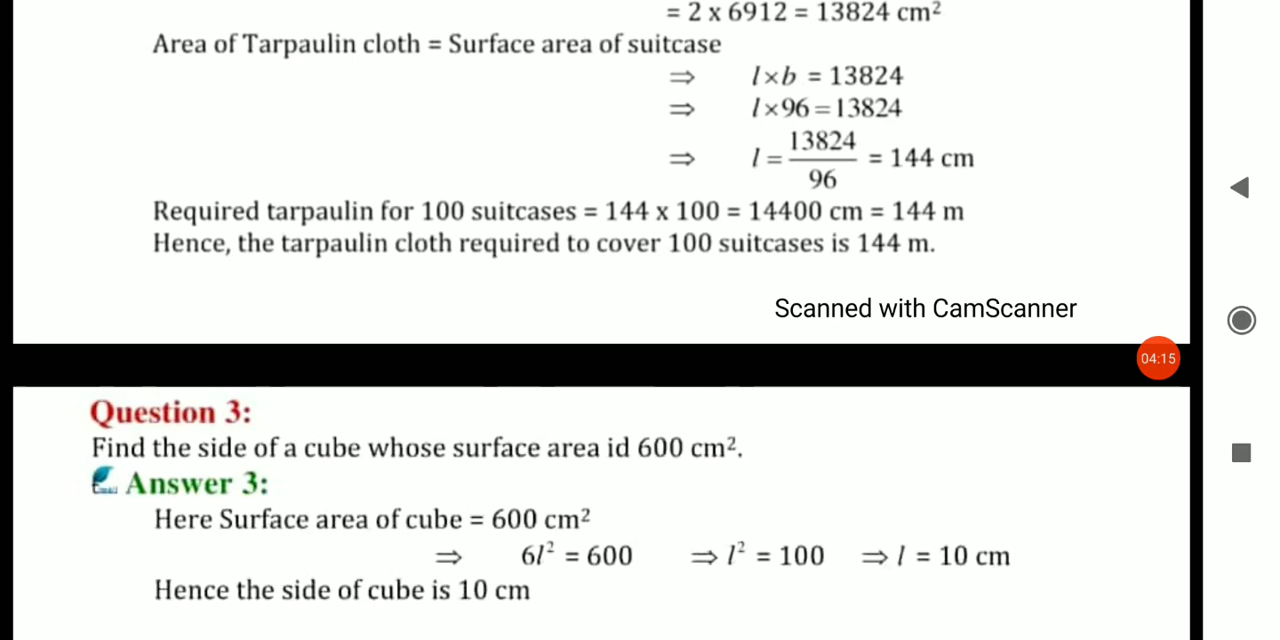 = 2 x 6912 = 13824 cm²
Area of Tarpaulin cloth = Surface area of suitcase
⇒ l×b = 13824
⇒ l×96=13824
⇒ l = 13824/96 = 144 cm
Required tarpaulin for 100 suitcases = 144 x 100 = 14400 cm = 144 m
Hence, the tarpaulin cloth required to cover 100 suitcases is 144 m.
Scanned with CamScanner
04:15
Question 3:
Find the side of a cube whose surface area id 600 cm².
Answer 3:
Here Surface area of cube = 600 cm²
⇒ 6l² = 600 ⇒ l² = 100 ⇒ l = 10 cm
Hence the side of cube is 10 cm